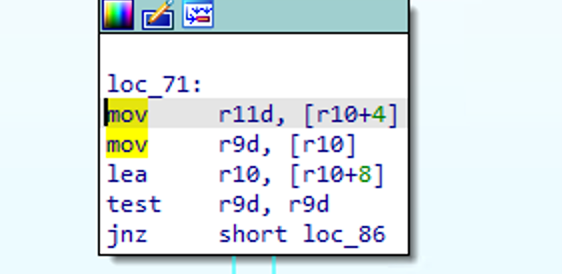 loc_71:
mov r11d, [r10+4]
mov r9d, [r10]
lea r10, [r10+8]
test r9d, r9d
jnz short loc_86